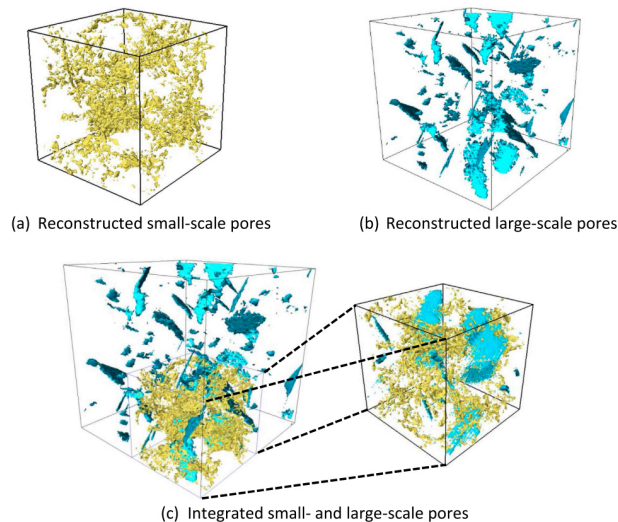 (a) Reconstructed small-scale pores
(b) Reconstructed large-scale pores
(c) Integrated small- and large-scale pores